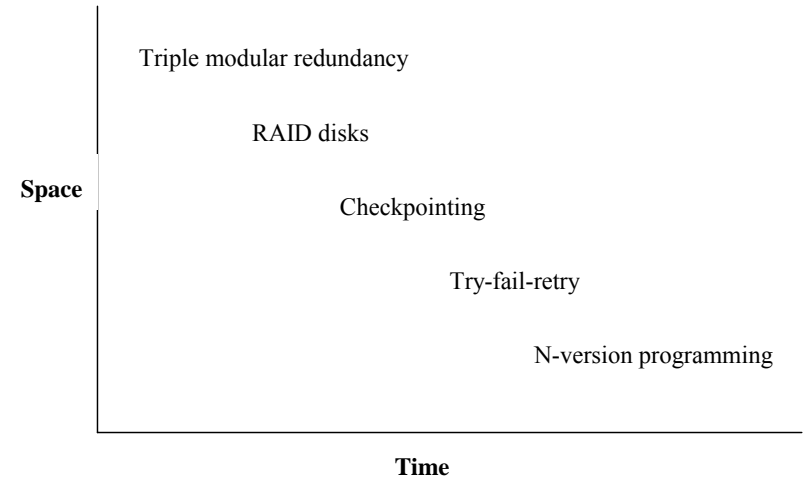 Triple modular redundancy
RAID disks
Space
Checkpointing
Try-fail-retry
N-version programming
Time